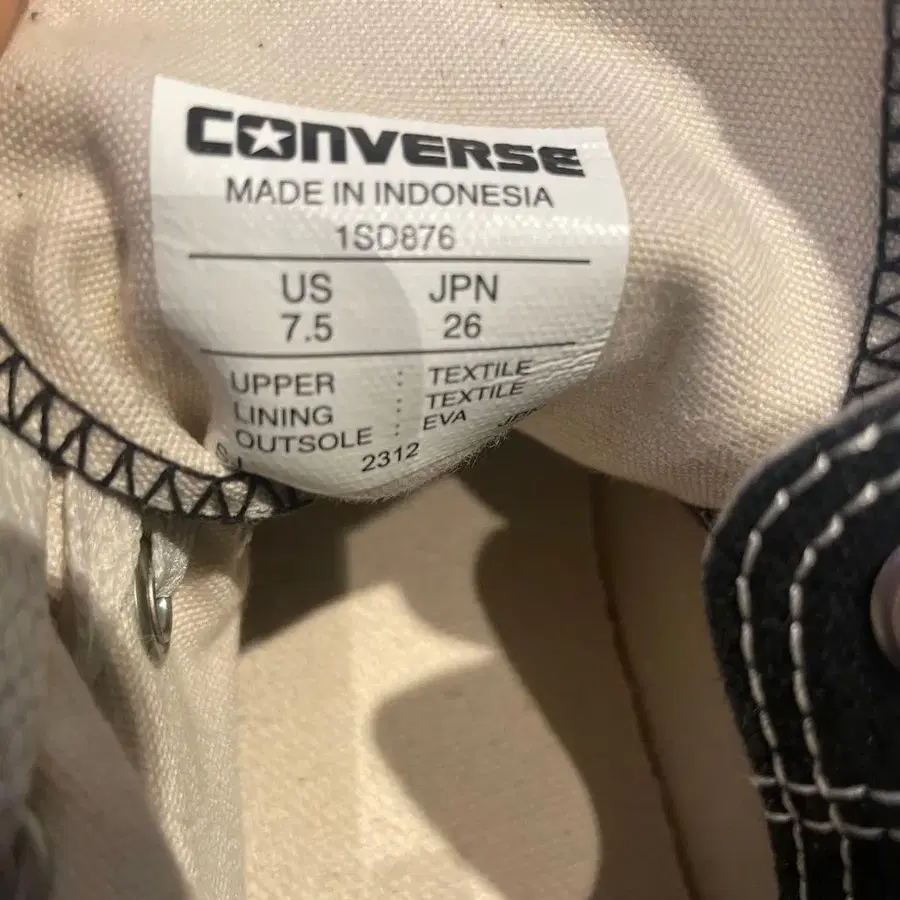 CONVERSE
MADE IN INDONESIA
1SD876
US JPN
7.5 26
UPPER : TEXTILE
LINING : TEXTILE
OUTSOLE : EVA
2312